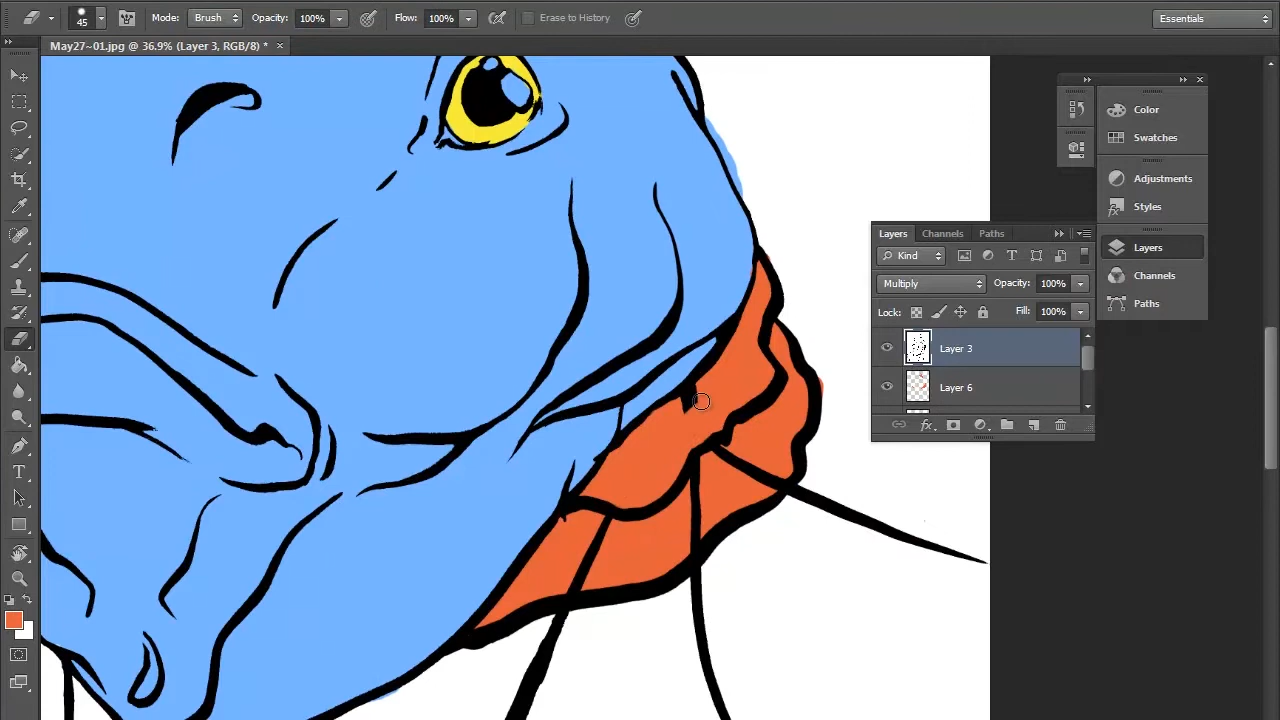 45 Mode: Brush Opacity: 100% Flow: 100% Erase to History Essentials
May27~01.jpg @ 36.9% (Layer 3, RGB/8) * ×
Color
Swatches
Adjustments
Styles
Layers
Channels
Paths
Layers Channels Paths
Kind
Multiply Opacity: 100%
Lock: Fill: 100%
Layer 3
Layer 6
fx
T